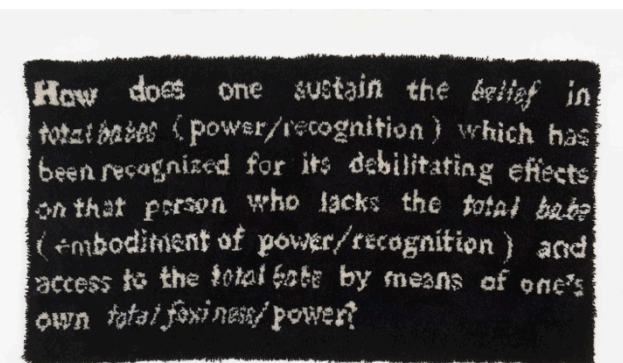 How does one sustain the belief in
total babes (power/recognition) which has
been recognized for its debilitating effects
on that person who lacks the total babe
(embodiment of power/recognition) and
access to the total babe by means of one's
own total foxiness/power?